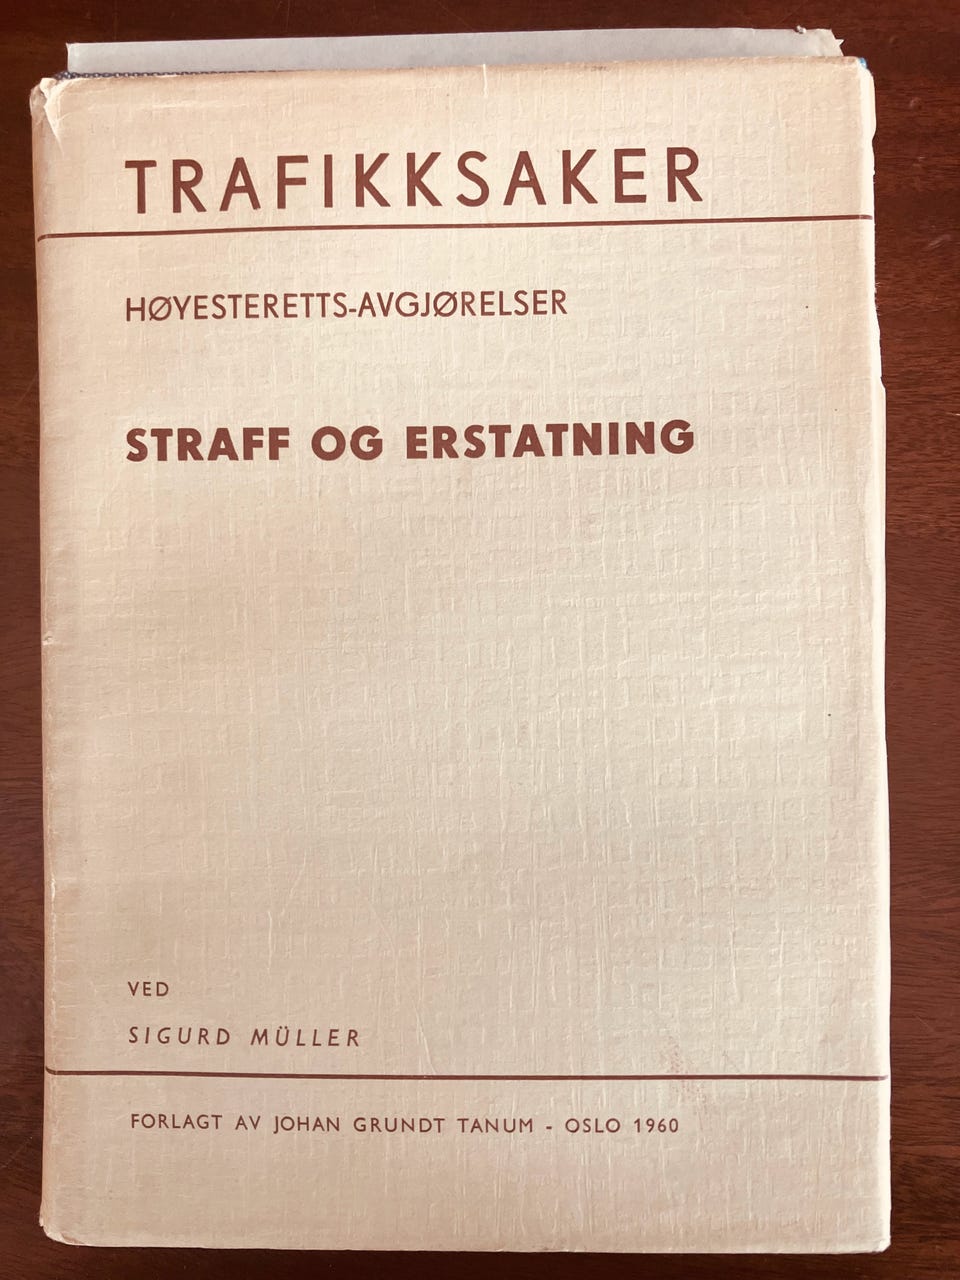 TRAFIKKSAKER
HØYESTERETTS-AVGJØRELSER
STRAFF OG ERSTATNING
VED
SIGURD MÜLLER
FORLAGT AV JOHAN GRUNDT TANUM - OSLO 1960